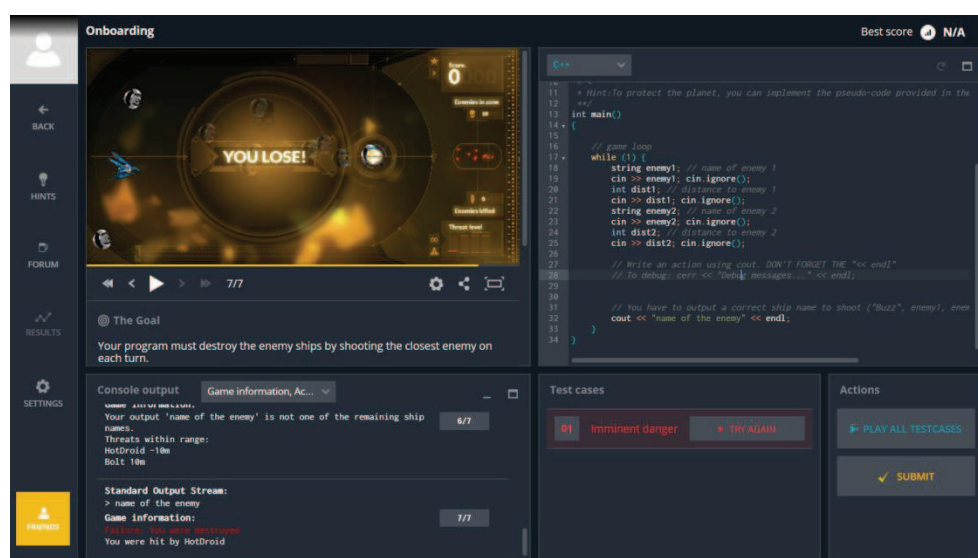 Onboarding
Best score N/A
BACK
HINTS
FORUM
RESULTS
SETTINGS
FRIENDS
Score:
0000
Enemies in zone
YOU LOSE!
Enemies killed
Threat level
7/7
The Goal
Your program must destroy the enemy ships by shooting the closest enemy on
each turn.
C++
11 * Hint:To protect the planet, you can implement the pseudo-code provided in the
12 **/
13 int main()
14 {
15
16 // game loop
17 while (1) {
18 string enemy1; // name of enemy 1
19 cin >> enemy1; cin.ignore();
20 int dist1; // distance to enemy 1
21 cin >> dist1; cin.ignore();
22 string enemy2; // name of enemy 2
23 cin >> enemy2; cin.ignore();
24 int dist2; // distance to enemy 2
25 cin >> dist2; cin.ignore();
26
27 // Write an action using cout. DON'T FORGET THE "<< endl"
28 // To debug: cerr << "Debug messages..." << endl;
29
30
31 // You have to output a correct ship name to shoot ("Buzz", enemy1, enem
32 cout << "name of the enemy" << endl;
33 }
34 }
Console output
Game information, Ac...
Game information:
Your output 'name of the enemy' is not one of the remaining ship
names.
6/7
Threats within range:
HotDroid -10m
Bolt 10m
Standard Output Stream:
> name of the enemy
Game information:
7/7
Failure: You were destroyed
You were hit by HotDroid
Test cases
01 Imminent danger
TRY AGAIN
Actions
PLAY ALL TESTCASES
SUBMIT